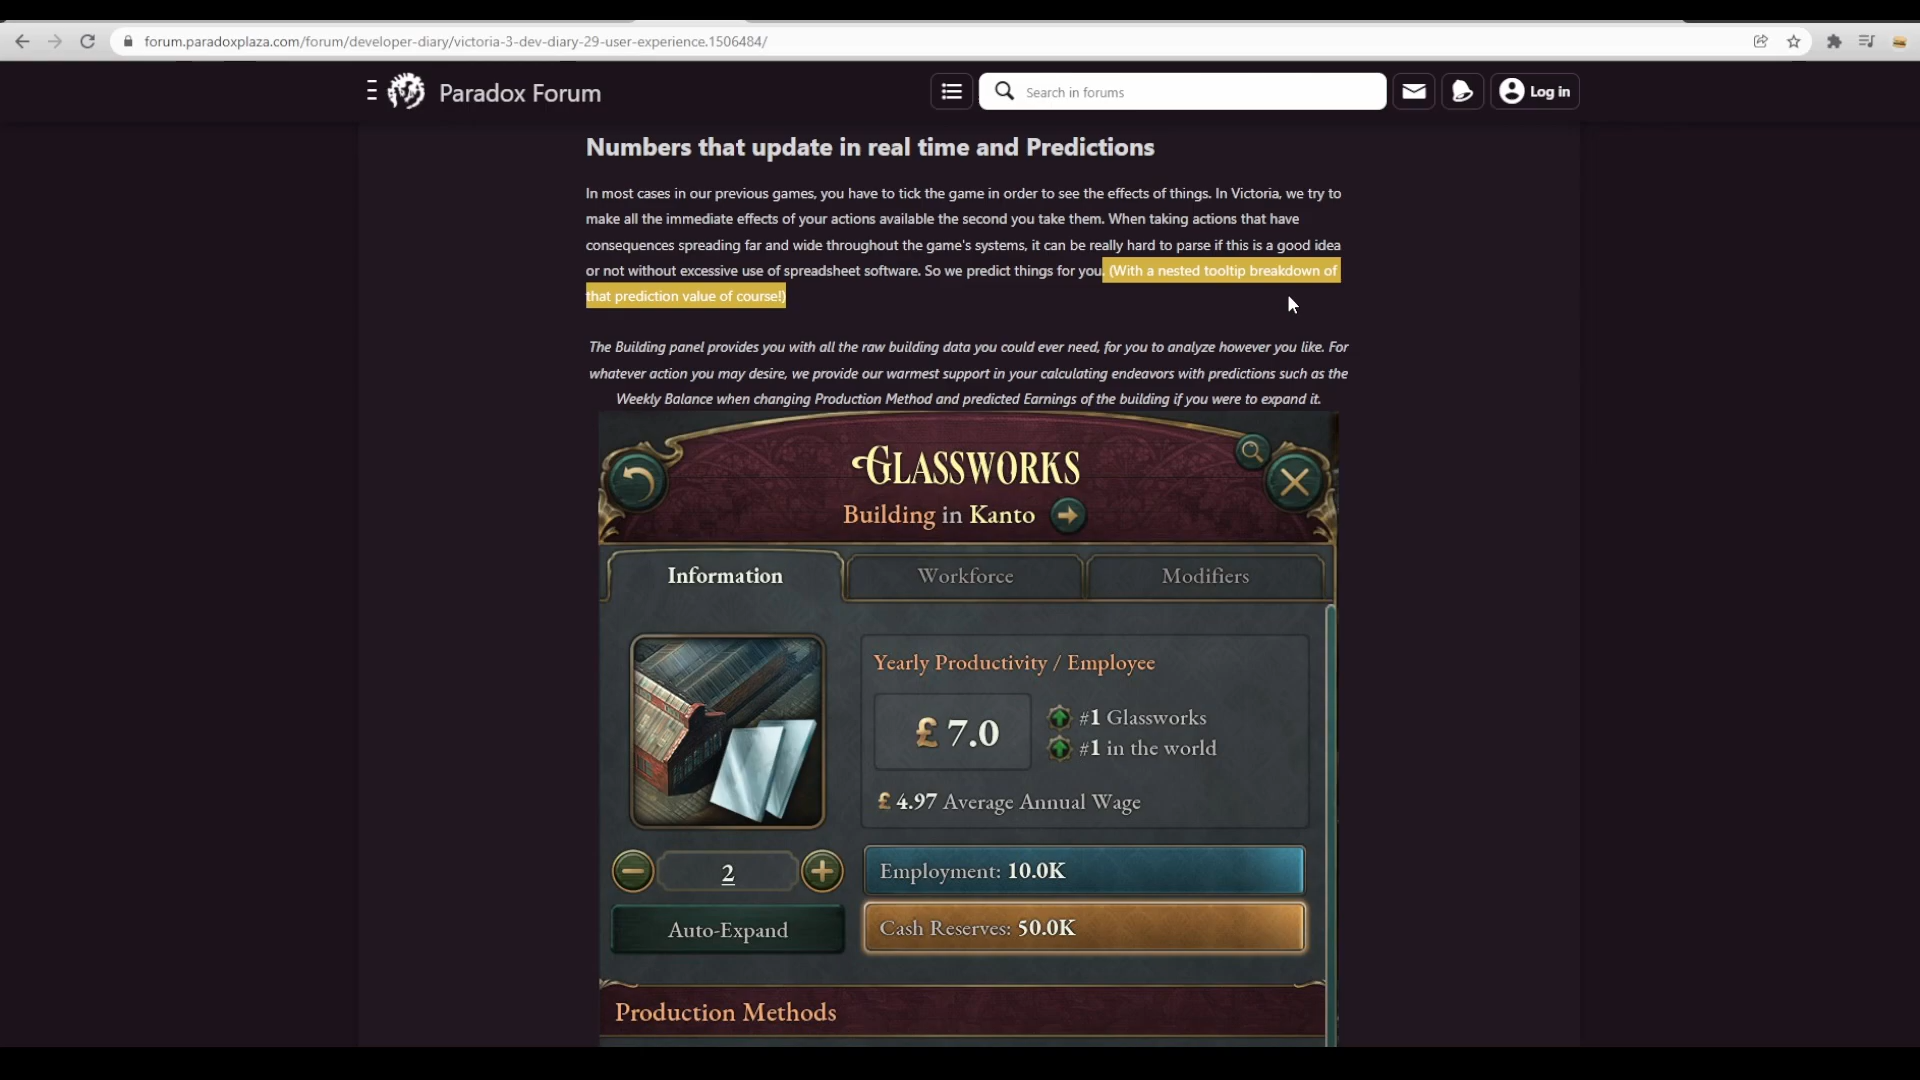 forum.paradoxplaza.com/forum/developer-diary/victoria-3-dev-diary-29-user-experience.1506484/
Paradox Forum
Search in forums
Log in
Numbers that update in real time and Predictions
In most cases in our previous games, you have to tick the game in order to see the effects of things. In Victoria, we try to
make all the immediate effects of your actions available the second you take them. When taking actions that have
consequences spreading far and wide throughout the game's systems, it can be really hard to parse if this is a good idea
or not without excessive use of spreadsheet software. So we predict things for you. (With a nested tooltip breakdown of
that prediction value of course!)
The Building panel provides you with all the raw building data you could ever need, for you to analyze however you like. For
whatever action you may desire, we provide our warmest support in your calculating endeavors with predictions such as the
Weekly Balance when changing Production Method and predicted Earnings of the building if you were to expand it.
GLASSWORKS
Building in Kanto
Information
Workforce
Modifiers
Yearly Productivity / Employee
£ 7.0
#1 Glassworks
#1 in the world
£ 4.97 Average Annual Wage
2
Employment: 10.0K
Auto-Expand
Cash Reserves: 50.0K
Production Methods